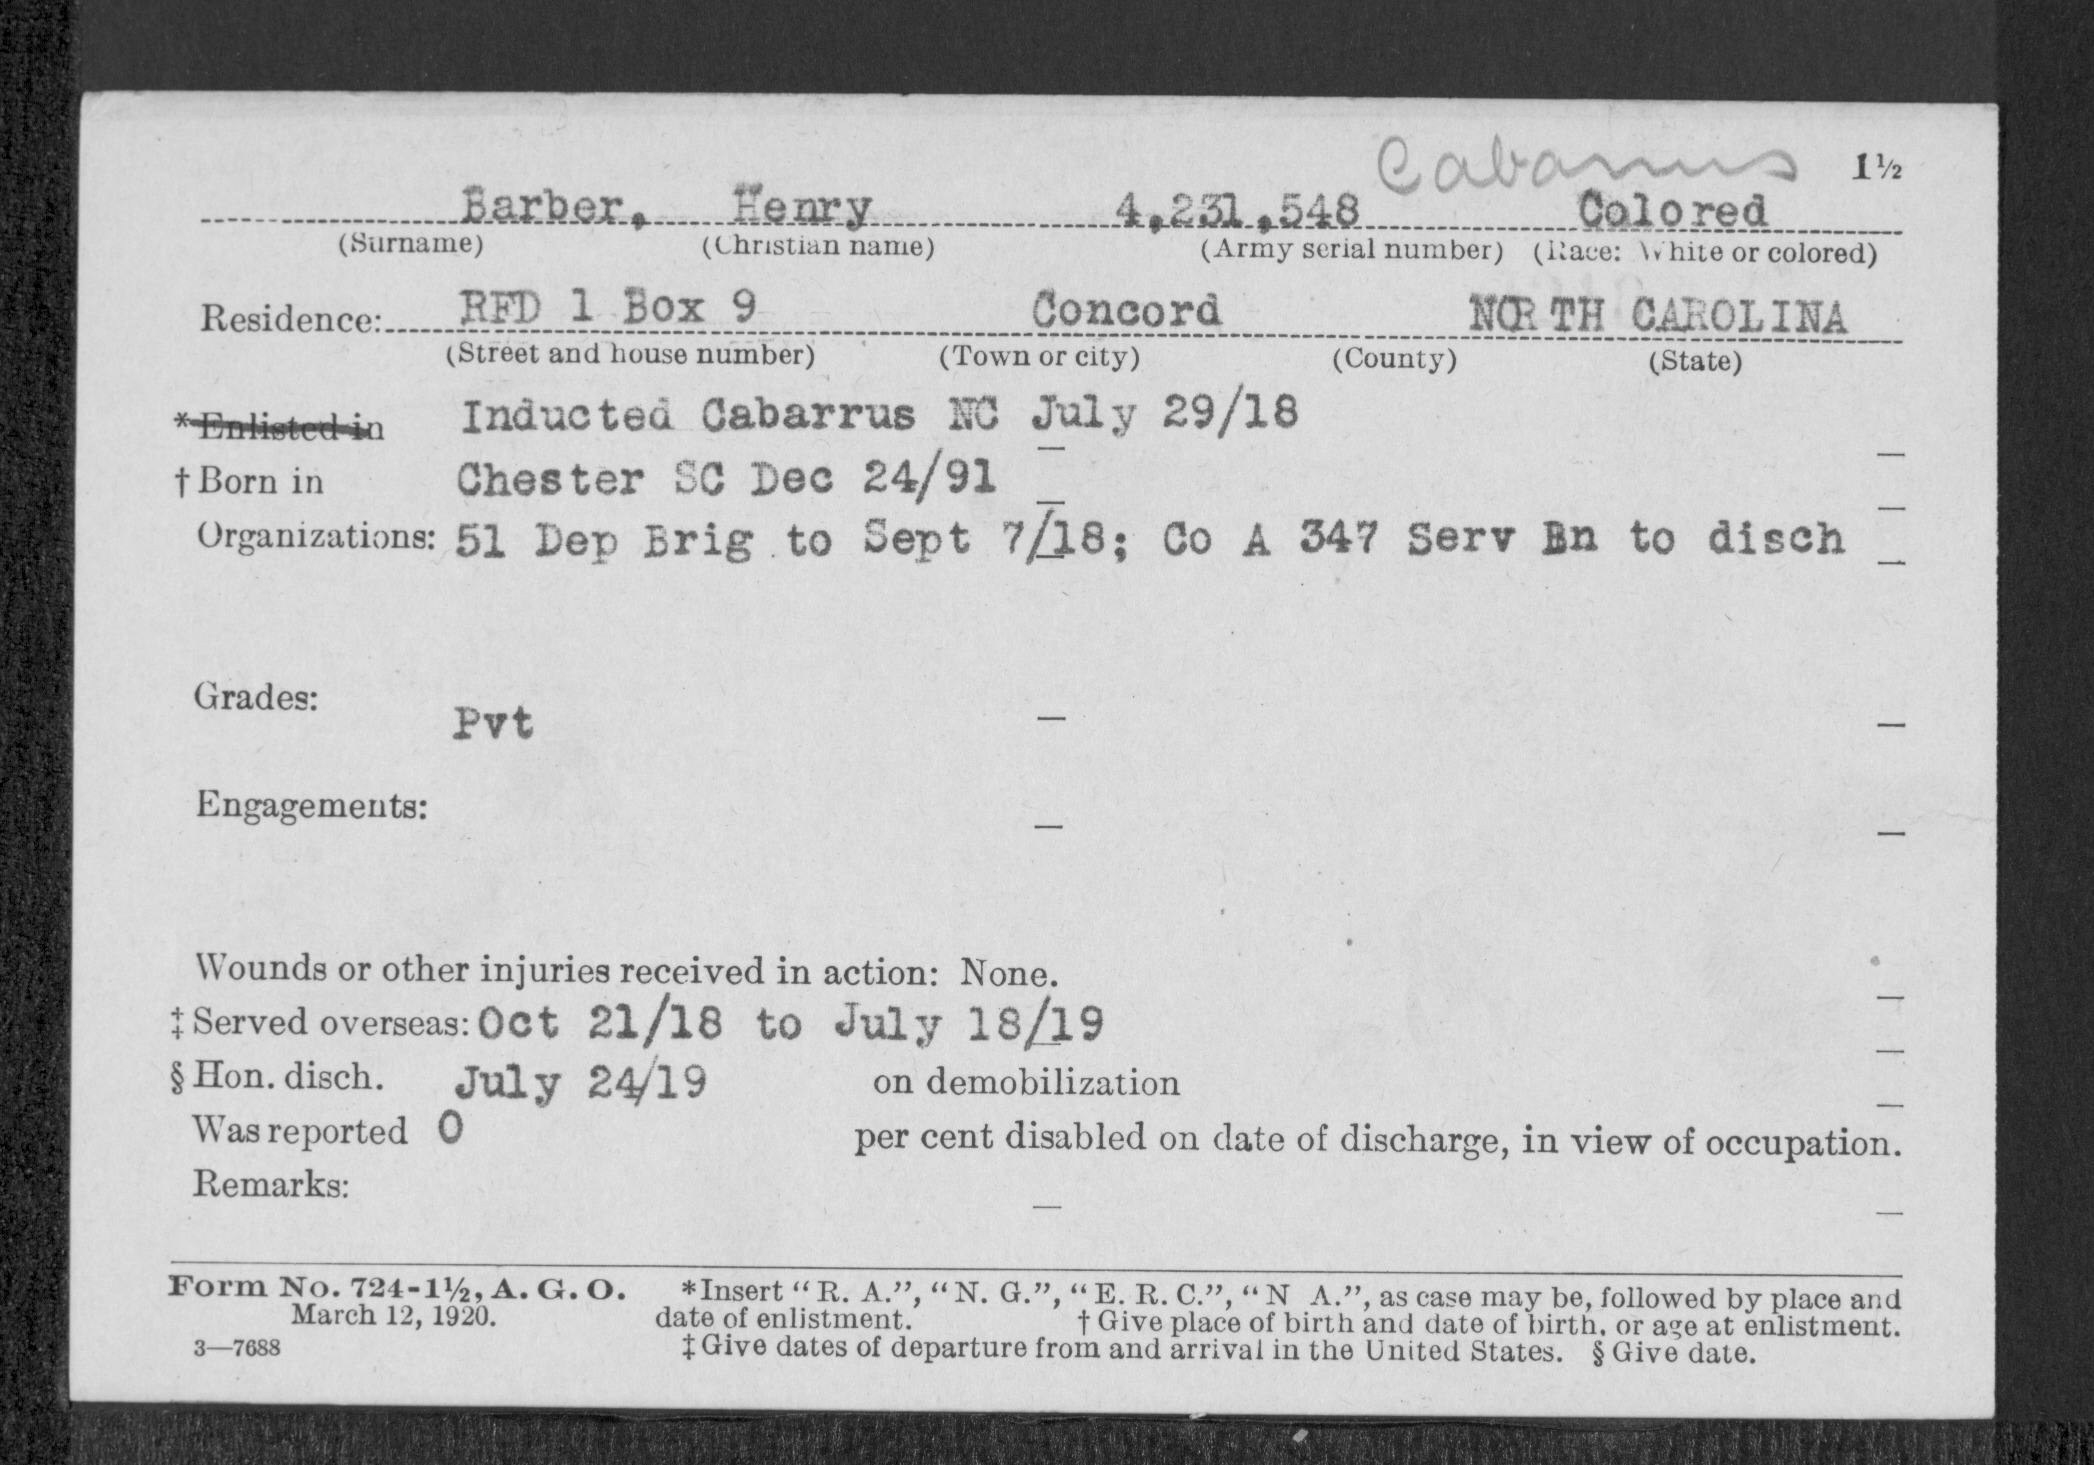 Cabarrus 1½
Barber, Henry 4,231,548 Colored
(Surname) (Christian name) (Army serial number) (Race: White or colored)
Residence: RFD 1 Box 9 Concord NORTH CAROLINA
(Street and house number) (Town or city) (County) (State)
*Enlisted in Inducted Cabarrus NC July 29/18
†Born in Chester SC Dec 24/91
Organizations: 51 Dep Brig to Sept 7/18; Co A 347 Serv Bn to disch
Grades: Pvt
Engagements:
Wounds or other injuries received in action: None.
‡Served overseas: Oct 21/18 to July 18/19
§Hon. disch. July 24/19 on demobilization
Was reported 0 per cent disabled on date of discharge, in view of occupation.
Remarks:
Form No. 724-1½, A. G. O. *Insert “R. A.”, “N. G.”, “E. R. C.”, “N A.”, as case may be, followed by place and
March 12, 1920. date of enlistment. †Give place of birth and date of birth, or age at enlistment.
3—7688 ‡Give dates of departure from and arrival in the United States. §Give date.